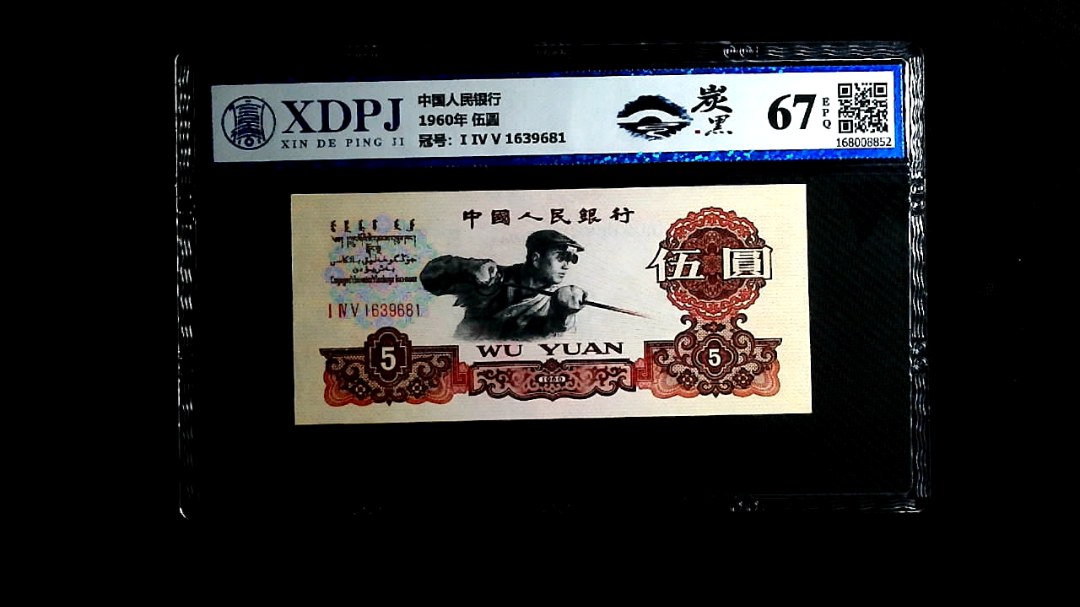 XDPJ
XIN DE PING JI
中国人民银行
1960年 伍圆
冠号: I IV V 1639681
炭
黑
67
EPQ
168008852
中國人民銀行
伍圓
I IV V 1639681
WU YUAN
5
1960
5